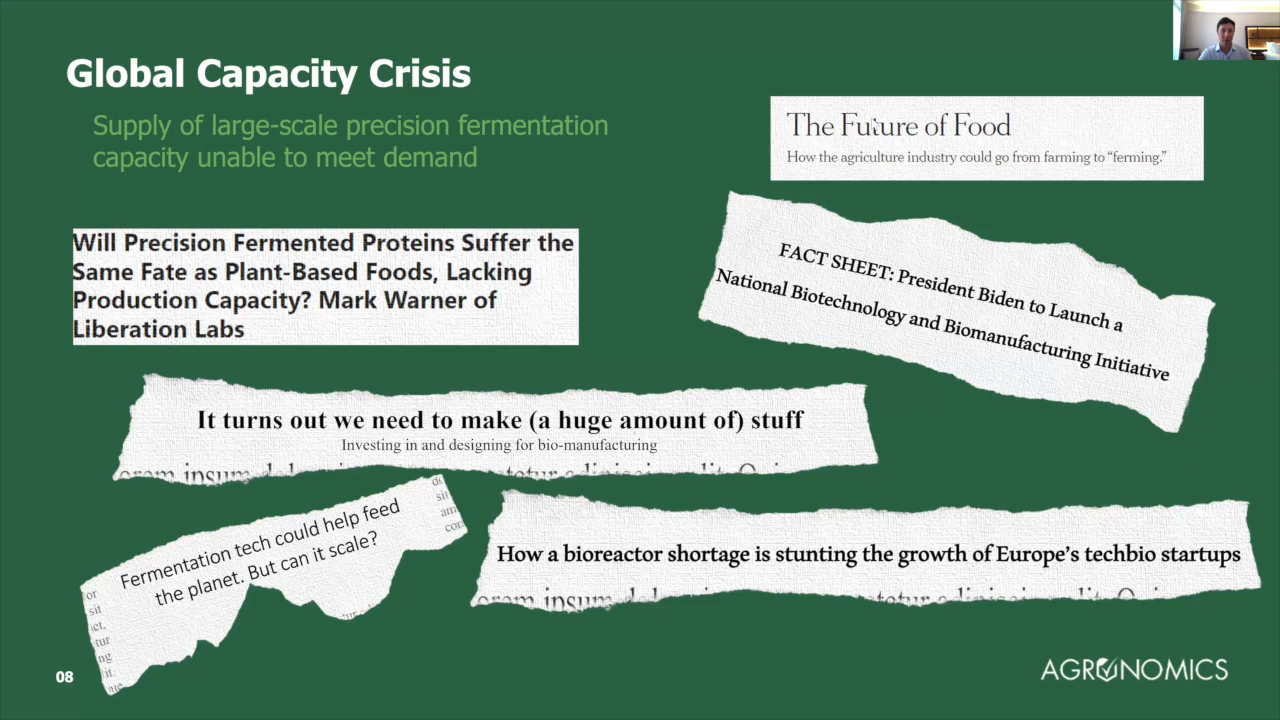 Global Capacity Crisis
Supply of large-scale precision fermentation
capacity unable to meet demand
The Future of Food
How the agriculture industry could go from farming to “ferming.”
Will Precision Fermented Proteins Suffer the
Same Fate as Plant-Based Foods, Lacking
Production Capacity? Mark Warner of
Liberation Labs
FACT SHEET: President Biden to Launch a
National Biotechnology and Biomanufacturing Initiative
It turns out we need to make (a huge amount of) stuff
Investing in and designing for bio-manufacturing
Fermentation tech could help feed
the planet. But can it scale?
How a bioreactor shortage is stunting the growth of Europe’s techbio startups
08
AGRONOMICS